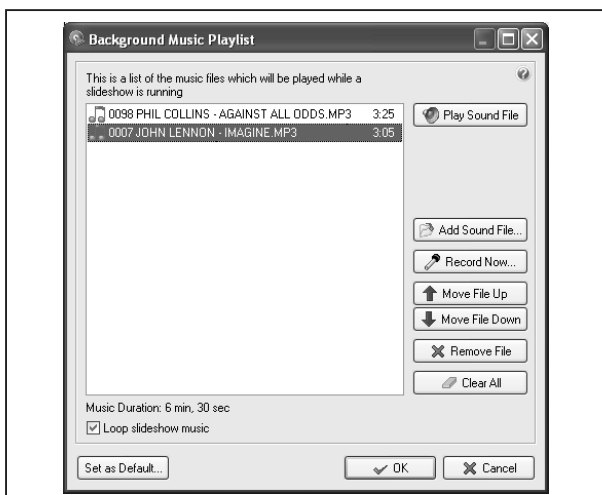 Background Music Playlist
This is a list of the music files which will be played while a
slideshow is running
0098 PHIL COLLINS - AGAINST ALL ODDS.MP3 3:25
0007 JOHN LENNON - IMAGINE.MP3 3:05
Play Sound File
Add Sound File...
Record Now...
Move File Up
Move File Down
Remove File
Clear All
Music Duration: 6 min, 30 sec
Loop slideshow music
Set as Default...
OK
Cancel